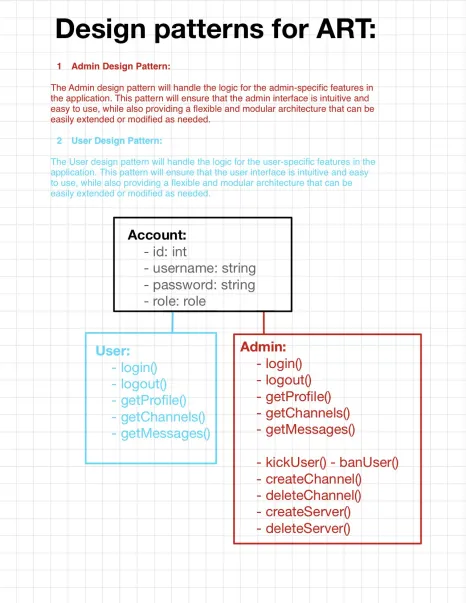 Design patterns for ART:
1 Admin Design Pattern:
The Admin design pattern will handle the logic for the admin-specific features in
the application. This pattern will ensure that the admin interface is intuitive and
easy to use, while also providing a flexible and modular architecture that can be
easily extended or modified as needed.
2 User Design Pattern:
The User design pattern will handle the logic for the user-specific features in the
application. This pattern will ensure that the user interface is intuitive and easy
to use, while also providing a flexible and modular architecture that can be
easily extended or modified as needed.
Account:
- id: int
- username: string
- password: string
- role: role
User:
- login()
- logout()
- getProfile()
- getChannels()
- getMessages()
Admin:
- login()
- logout()
- getProfile()
- getChannels()
- getMessages()
- kickUser() - banUser()
- createChannel()
- deleteChannel()
- createServer()
- deleteServer()